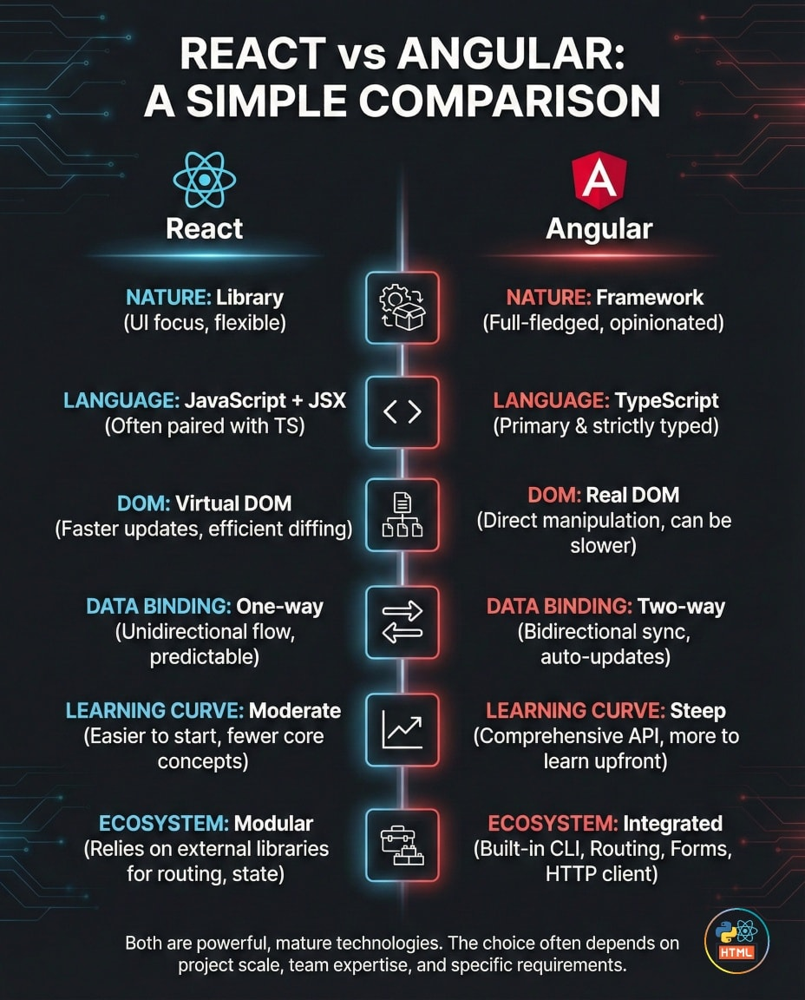 REACT vs ANGULAR:
A SIMPLE COMPARISON
React
NATURE: Library
(UI focus, flexible)
LANGUAGE: JavaScript + JSX
(Often paired with TS)
DOM: Virtual DOM
(Faster updates, efficient diffing)
DATA BINDING: One-way
(Unidirectional flow,
predictable)
LEARNING CURVE: Moderate
(Easier to start, fewer core
concepts)
ECOSYSTEM: Modular
(Relies on external libraries
for routing, state)
A
Angular
NATURE: Framework
(Full-fledged, opinionated)
LANGUAGE: TypeScript
(Primary & strictly typed)
DOM: Real DOM
(Direct manipulation, can be
slower)
DATA BINDING: Two-way
(Bidirectional sync,
auto-updates)
LEARNING CURVE: Steep
(Comprehensive API, more to
learn upfront)
ECOSYSTEM: Integrated
(Built-in CLI, Routing, Forms,
HTTP client)
Both are powerful, mature technologies. The choice often depends on
project scale, team expertise, and specific requirements.
HTML